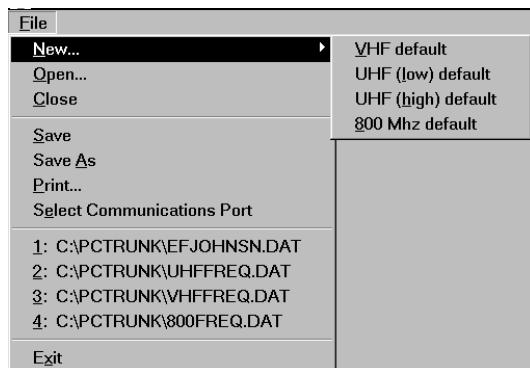 File
New...
Open...
Close
Save
Save As
Print...
Select Communications Port
1: C:\PCTRUNK\EFJOHNSN.DAT
2: C:\PCTRUNK\UHFFREQ.DAT
3: C:\PCTRUNK\VHFFREQ.DAT
4: C:\PCTRUNK\800FREQ.DAT
Exit
VHF default
UHF (low) default
UHF (high) default
800 Mhz default